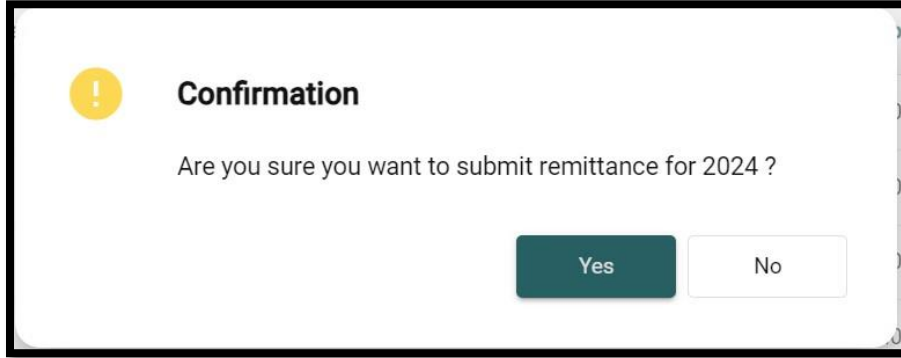 !
Confirmation
Are you sure you want to submit remittance for 2024 ?
Yes No